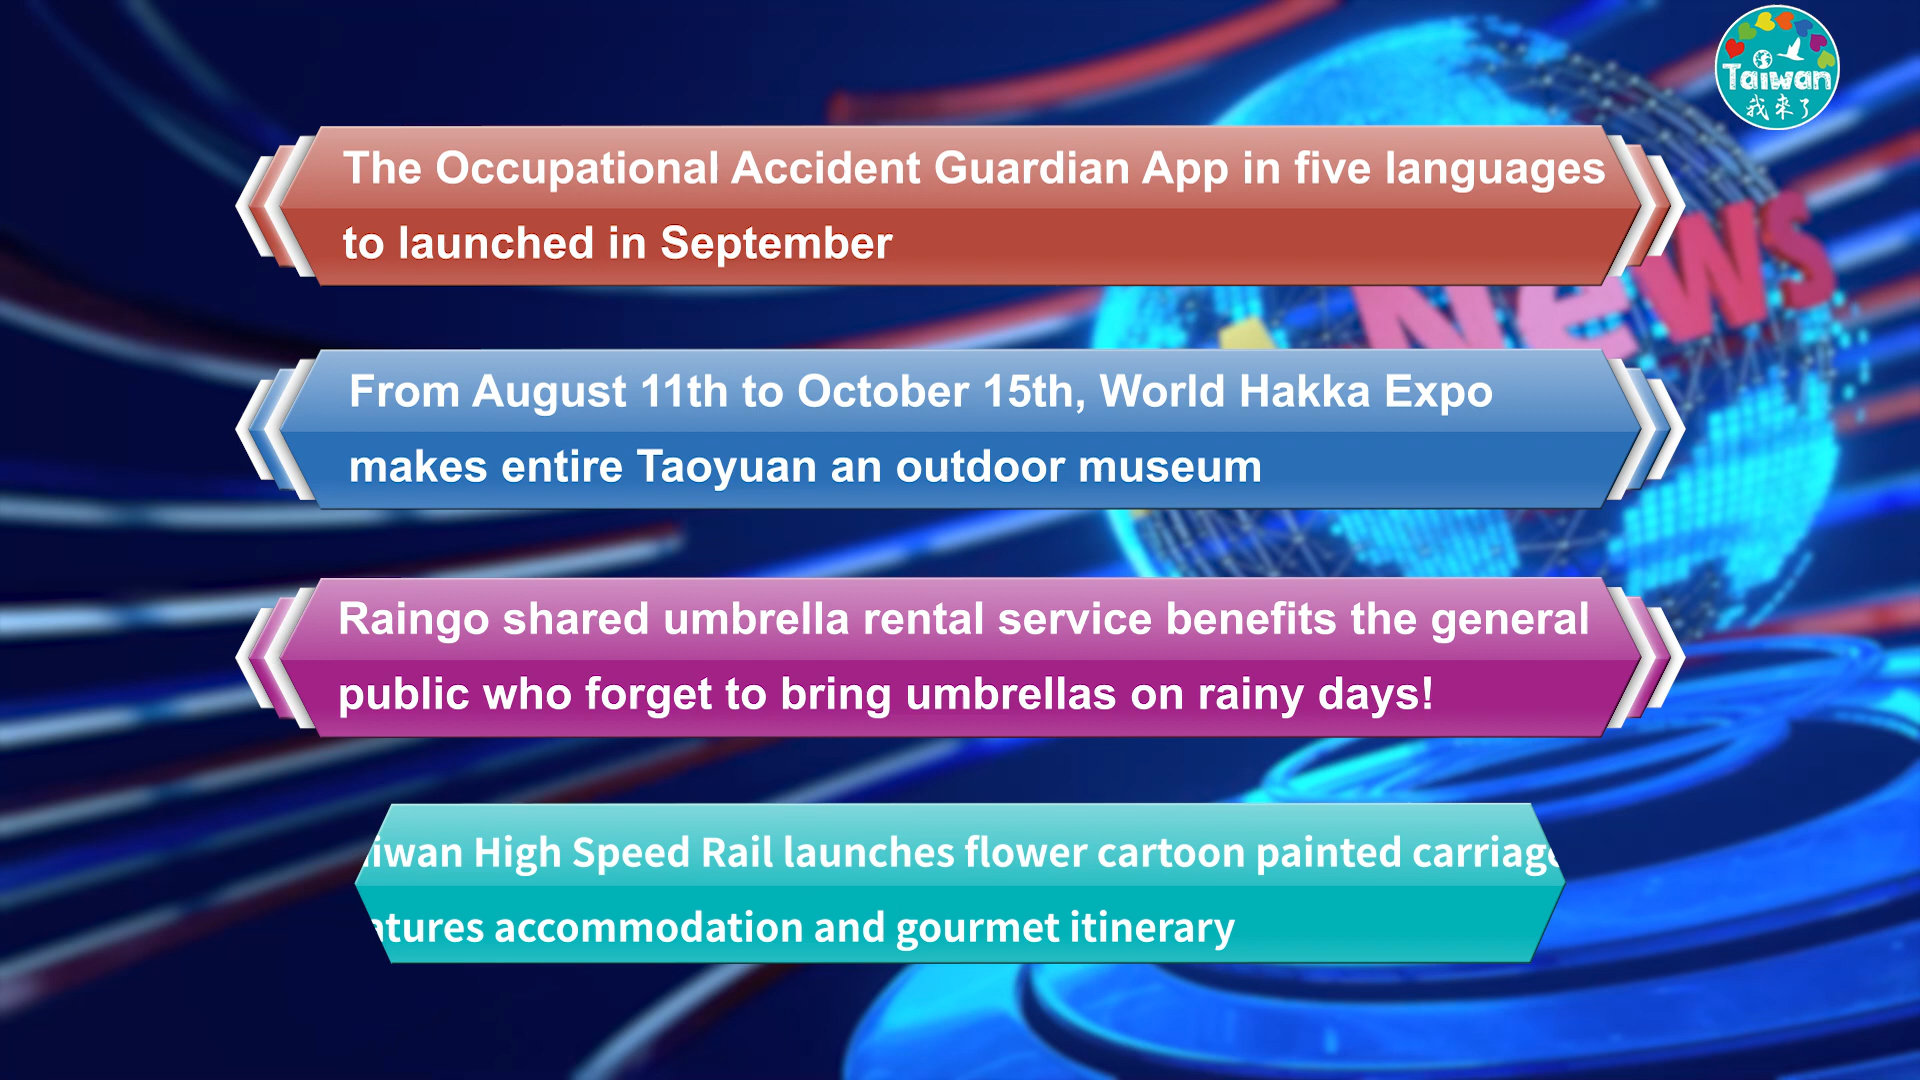 Taiwan
我來了
The Occupational Accident Guardian App in five languages
to launched in September
News
From August 11th to October 15th, World Hakka Expo
makes entire Taoyuan an outdoor museum
Raingo shared umbrella rental service benefits the general
public who forget to bring umbrellas on rainy days!
High Speed Rail launches flower cartoon painted
accommodation and gourmet itinerary